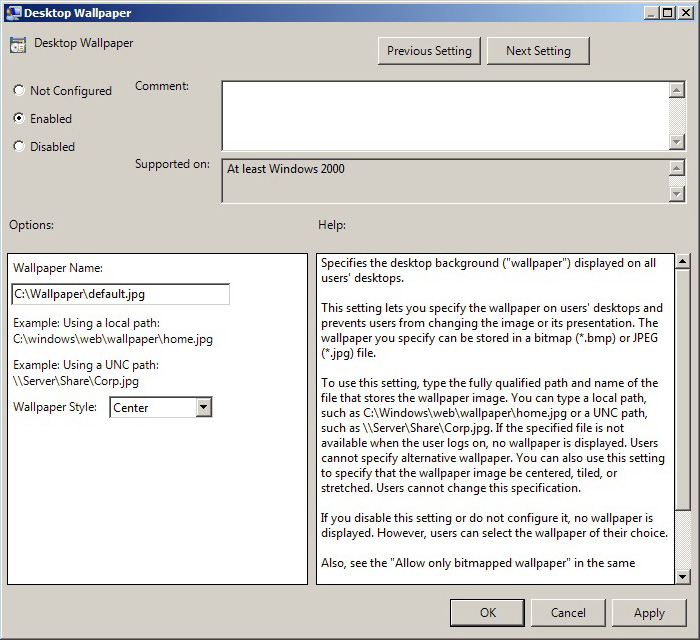 Desktop Wallpaper
Desktop Wallpaper
Previous Setting
Next Setting
Not Configured
Enabled
Disabled
Comment:
Supported on:
At least Windows 2000
Options:
Help:
Wallpaper Name:
C:\Wallpaper\default.jpg
Example: Using a local path:
C:\windows\web\wallpaper\home.jpg
Example: Using a UNC path:
\\Server\Share\Corp.jpg
Wallpaper Style: Center
Specifies the desktop background ("wallpaper") displayed on all
users' desktops.
This setting lets you specify the wallpaper on users' desktops and
prevents users from changing the image or its presentation. The
wallpaper you specify can be stored in a bitmap (*.bmp) or JPEG
(*.jpg) file.
To use this setting, type the fully qualified path and name of the
file that stores the wallpaper image. You can type a local path,
such as C:\Windows\web\wallpaper\home.jpg or a UNC path,
such as \\Server\Share\Corp.jpg. If the specified file is not
available when the user logs on, no wallpaper is displayed. Users
cannot specify alternative wallpaper. You can also use this setting
to specify that the wallpaper image be centered, tiled, or
stretched. Users cannot change this specification.
If you disable this setting or do not configure it, no wallpaper is
displayed. However, users can select the wallpaper of their choice.
Also, see the "Allow only bitmapped wallpaper" in the same
OK
Cancel
Apply